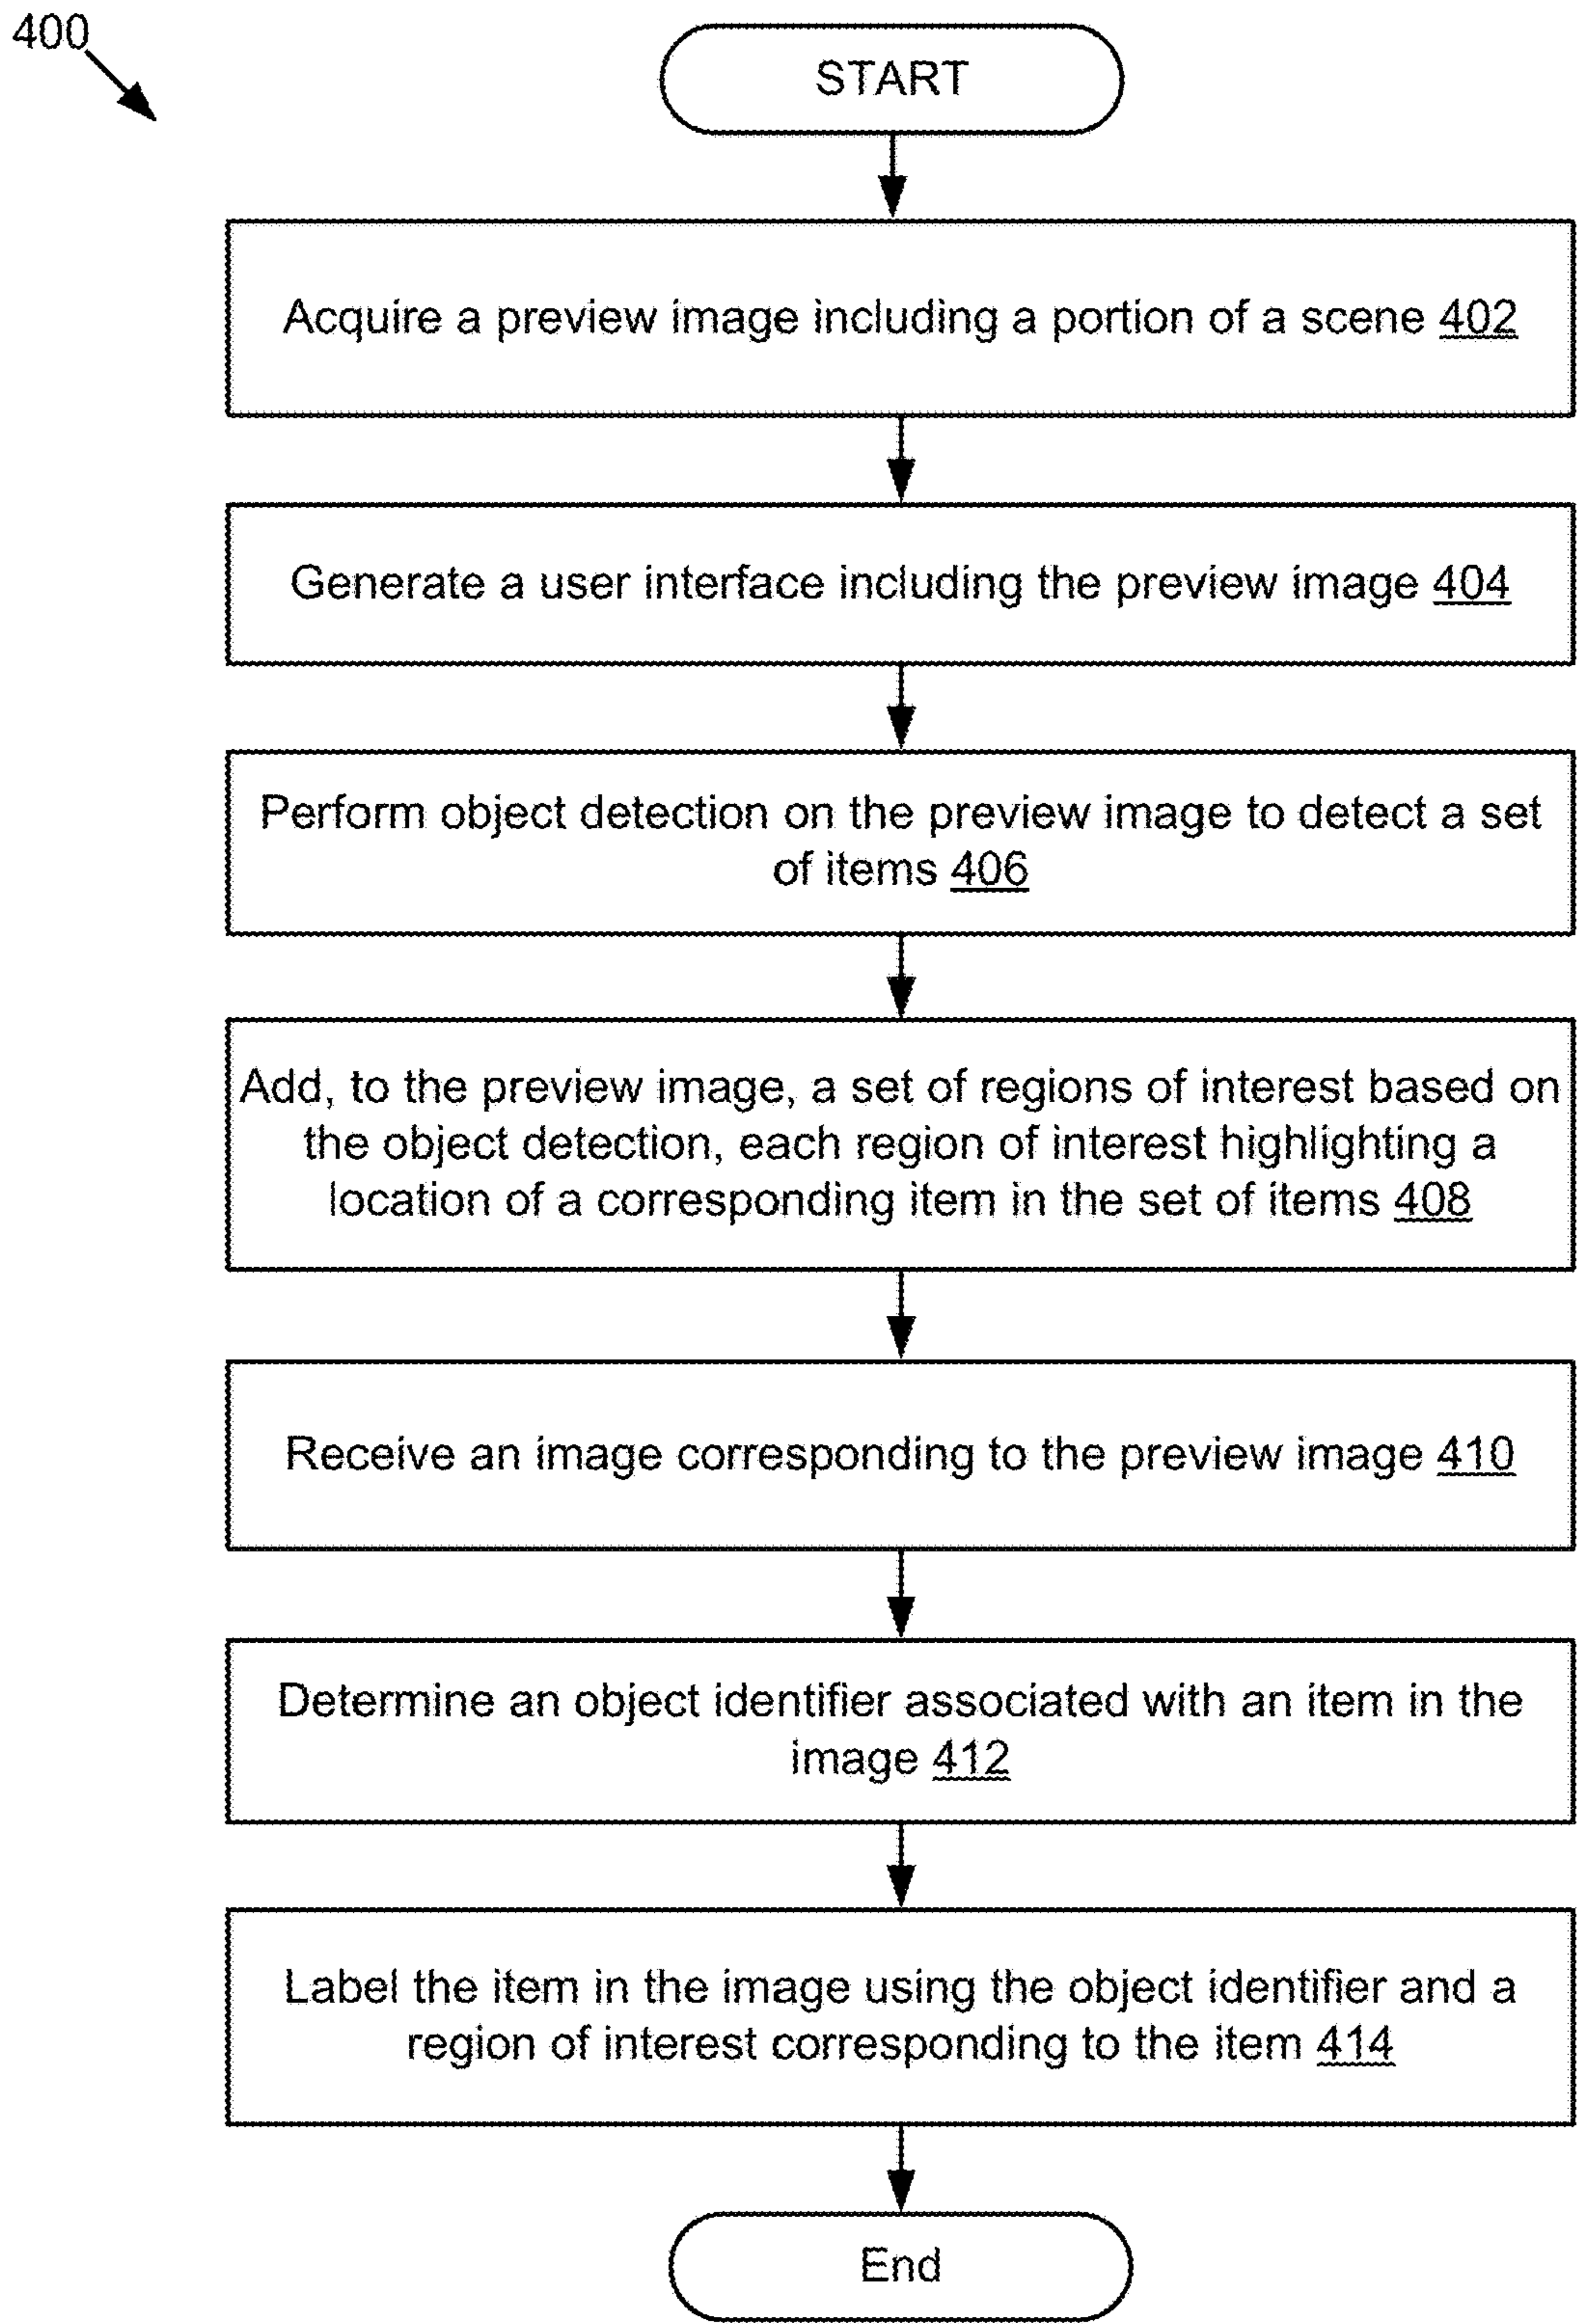 400
START
Acquire a preview image including a portion of a scene 402
Generate a user interface including the preview image 404
Perform object detection on the preview image to detect a set
of items 406
Add, to the preview image, a set of regions of interest based on
the object detection, each region of interest highlighting a
location of a corresponding item in the set of items 408
Receive an image corresponding to the preview image 410
Determine an object identifier associated with an item in the
image 412
Label the item in the image using the object identifier and a
region of interest corresponding to the item 414
End